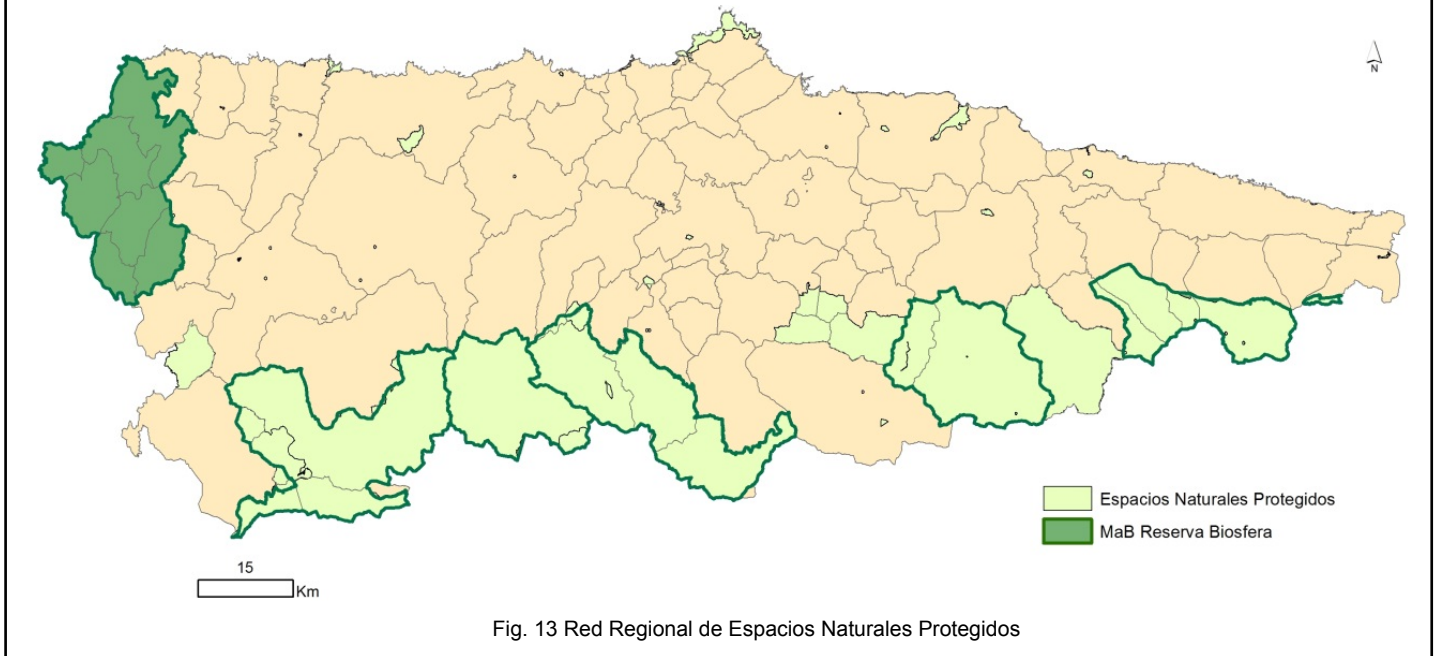 N
Espacios Naturales Protegidos
MaB Reserva Biosfera
15
Km
Fig. 13 Red Regional de Espacios Naturales Protegidos